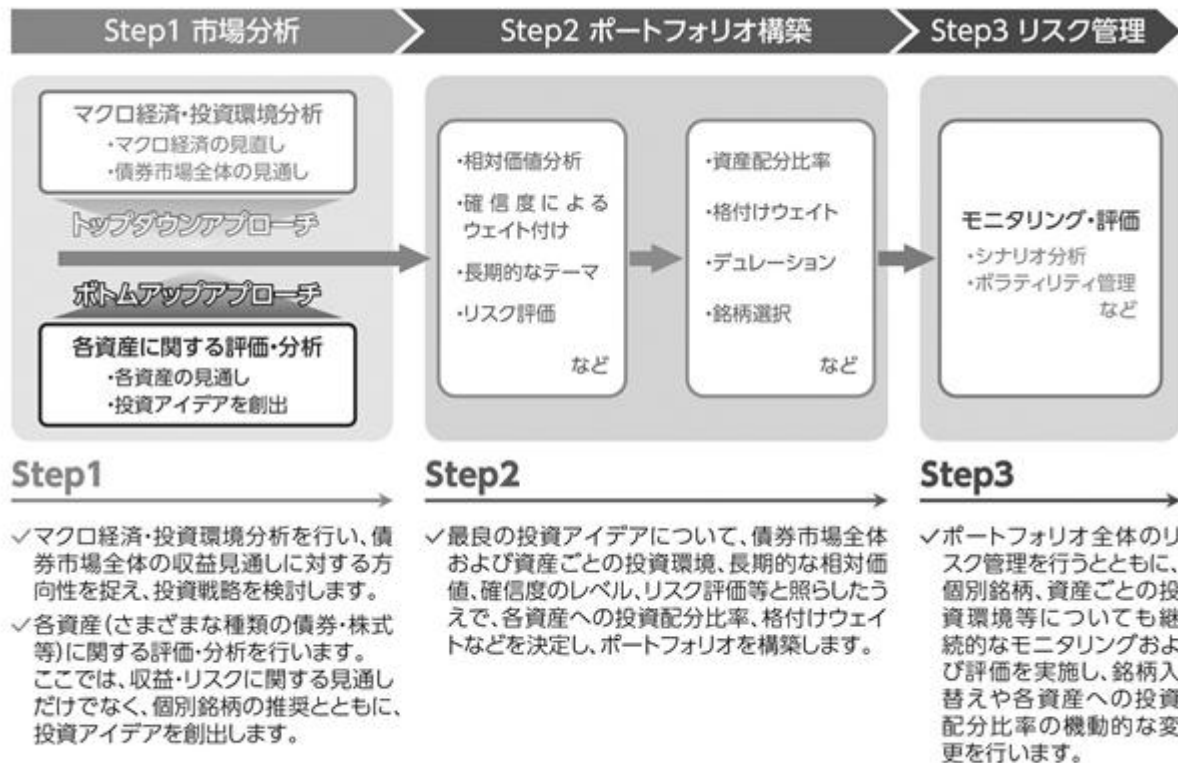 Step1 市場分析
Step2 ポートフォリオ構築
Step3 リスク管理
マクロ経済・投資環境分析
・マクロ経済の見直し
・債券市場全体の見通し
トップダウンアプローチ
ボトムアップアプローチ
各資産に関する評価・分析
・各資産の見通し
・投資アイデアを創出
・相対価値分析
・確信度による
ウェイト付け
・長期的なテーマ
・リスク評価
など
・資産配分比率
・格付けウェイト
・デュレーション
・銘柄選択
など
モニタリング・評価
・シナリオ分析
・ボラティリティ管理
など
Step1
✓マクロ経済・投資環境分析を行い、債
券市場全体の収益見通しに対する方
向性を捉え、投資戦略を検討します。
✓各資産(さまざまな種類の債券・株式
等)に関する評価・分析を行います。
ここでは、収益・リスクに関する見通し
だけでなく、個別銘柄の推奨とともに、
投資アイデアを創出します。
Step2
✓最良の投資アイデアについて、債券市場全体
および資産ごとの投資環境、長期的な相対価
値、確信度のレベル、リスク評価等と照らしたう
えで、各資産への投資配分比率、格付けウェイ
トなどを決定し、ポートフォリオを構築します。
Step3
✓ポートフォリオ全体のリ
スク管理を行うとともに、
個別銘柄、資産ごとの投
資環境等についても継
続的なモニタリングおよ
び評価を実施し、銘柄入
替えや各資産への投資
配分比率の機動的な変
更を行います。